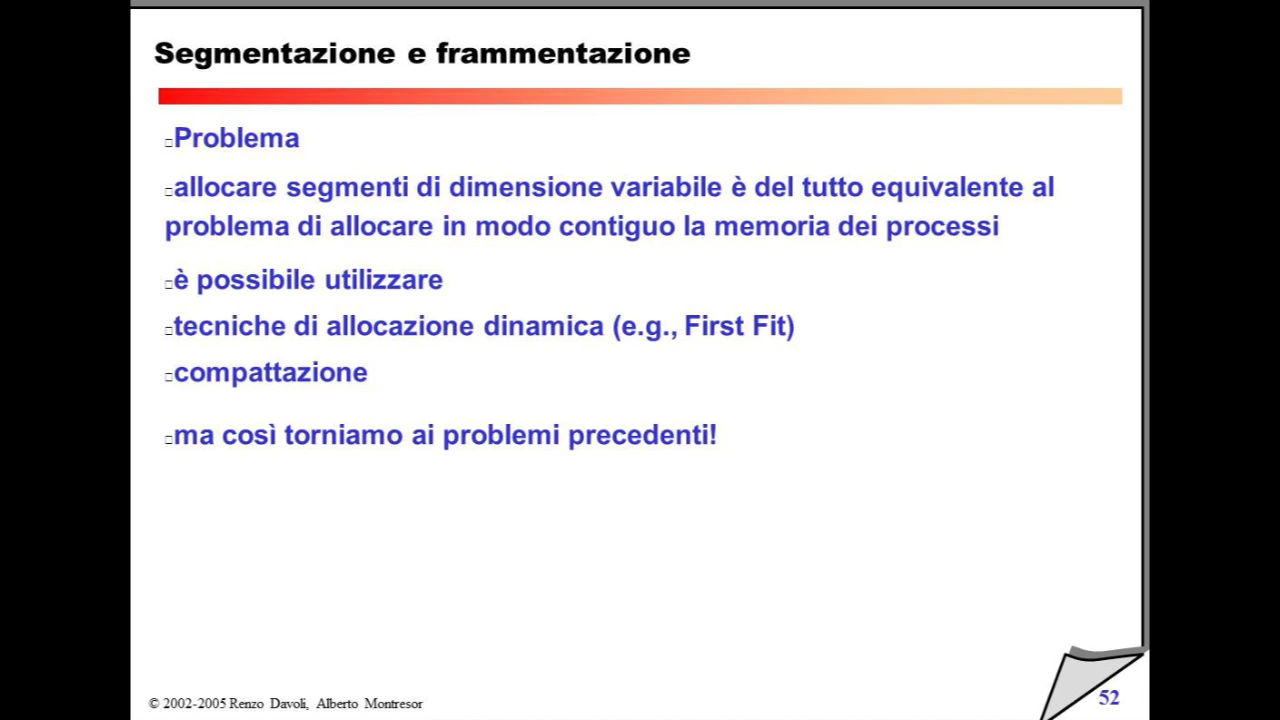 Segmentazione e frammentazione
Problema
allocare segmenti di dimensione variabile è del tutto equivalente al
problema di allocare in modo contiguo la memoria dei processi
è possibile utilizzare
tecniche di allocazione dinamica (e.g., First Fit)
compattazione
ma così torniamo ai problemi precedenti!
© 2002-2005 Renzo Davoli, Alberto Montresor
52